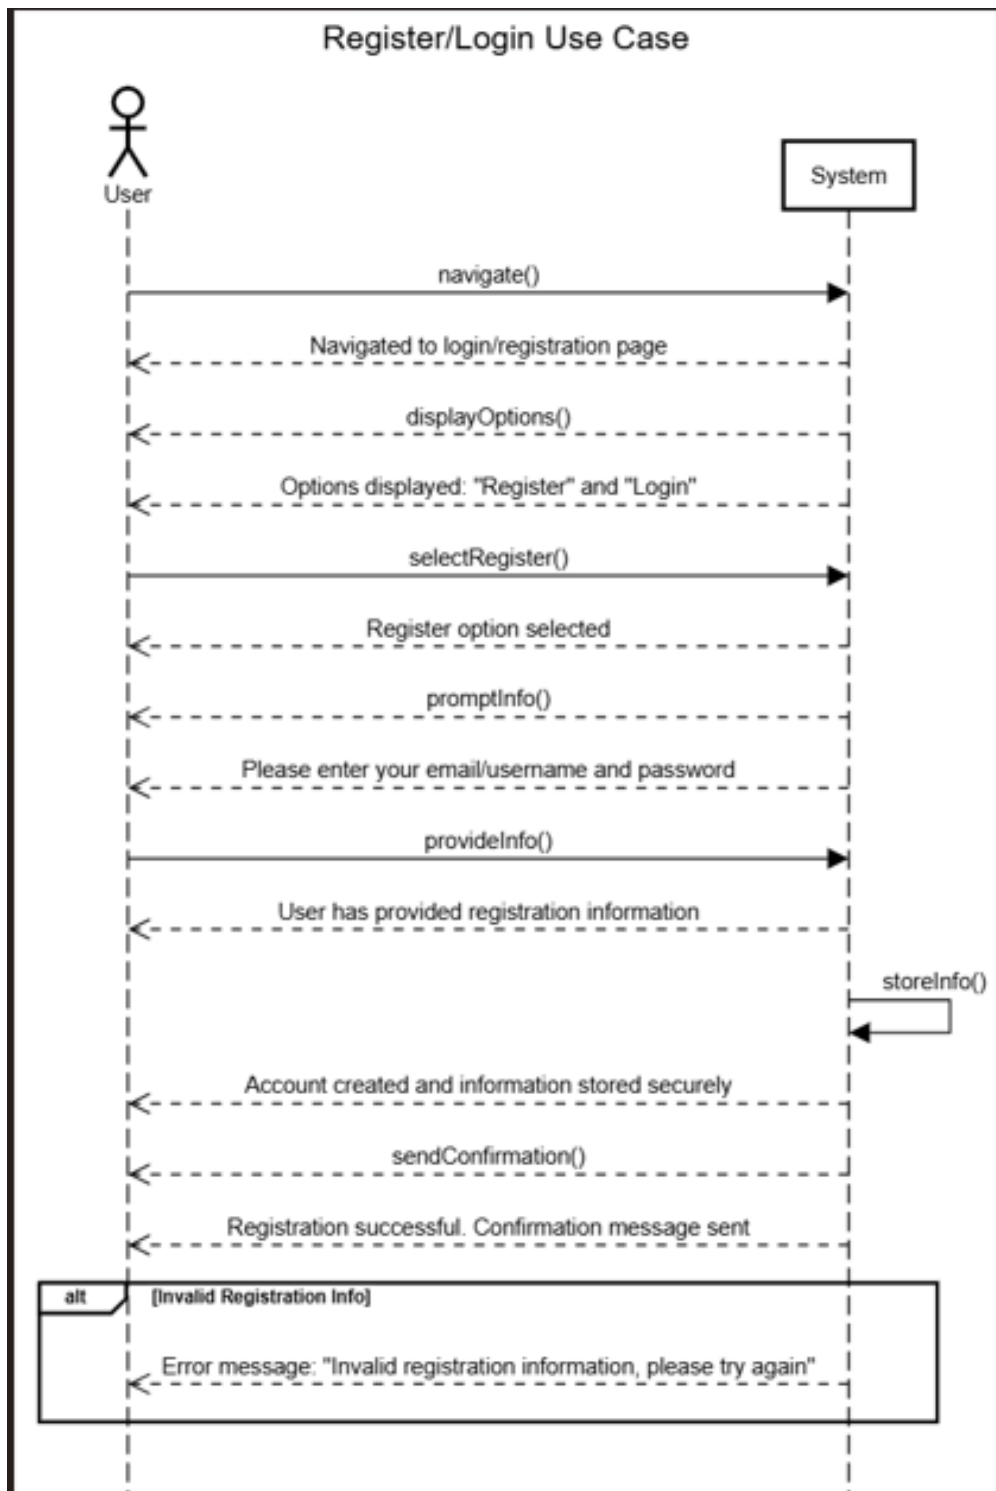 Register/Login Use Case
User
System
navigate()
Navigated to login/registration page
displayOptions()
Options displayed: "Register" and "Login"
selectRegister()
Register option selected
promptInfo()
Please enter your email/username and password
provideInfo()
User has provided registration information
storeInfo()
Account created and information stored securely
sendConfirmation()
Registration successful. Confirmation message sent
alt
[Invalid Registration Info]
Error message: "Invalid registration information, please try again"